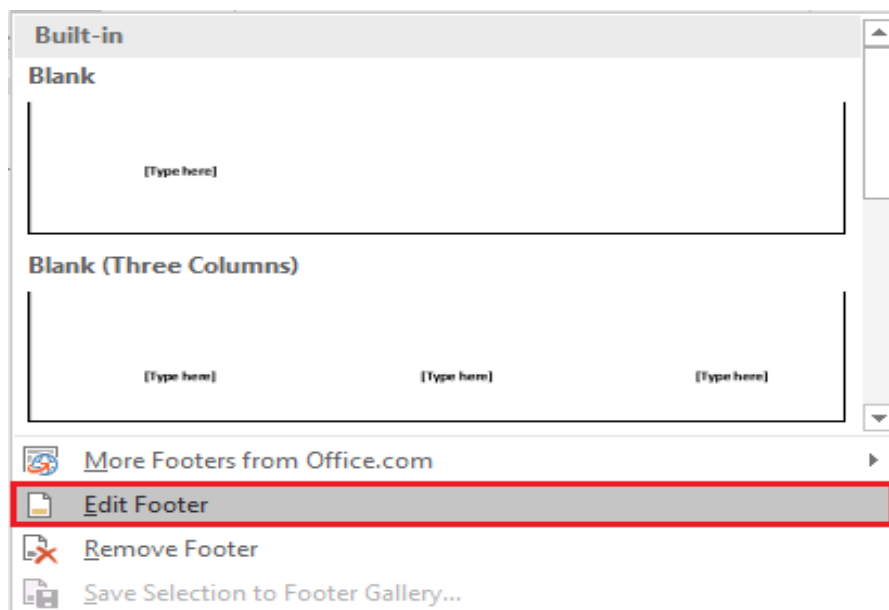 Built-in
Blank
[Type here]
Blank (Three Columns)
[Type here] [Type here] [Type here]
More Footers from Office.com
Edit Footer
Remove Footer
Save Selection to Footer Gallery...